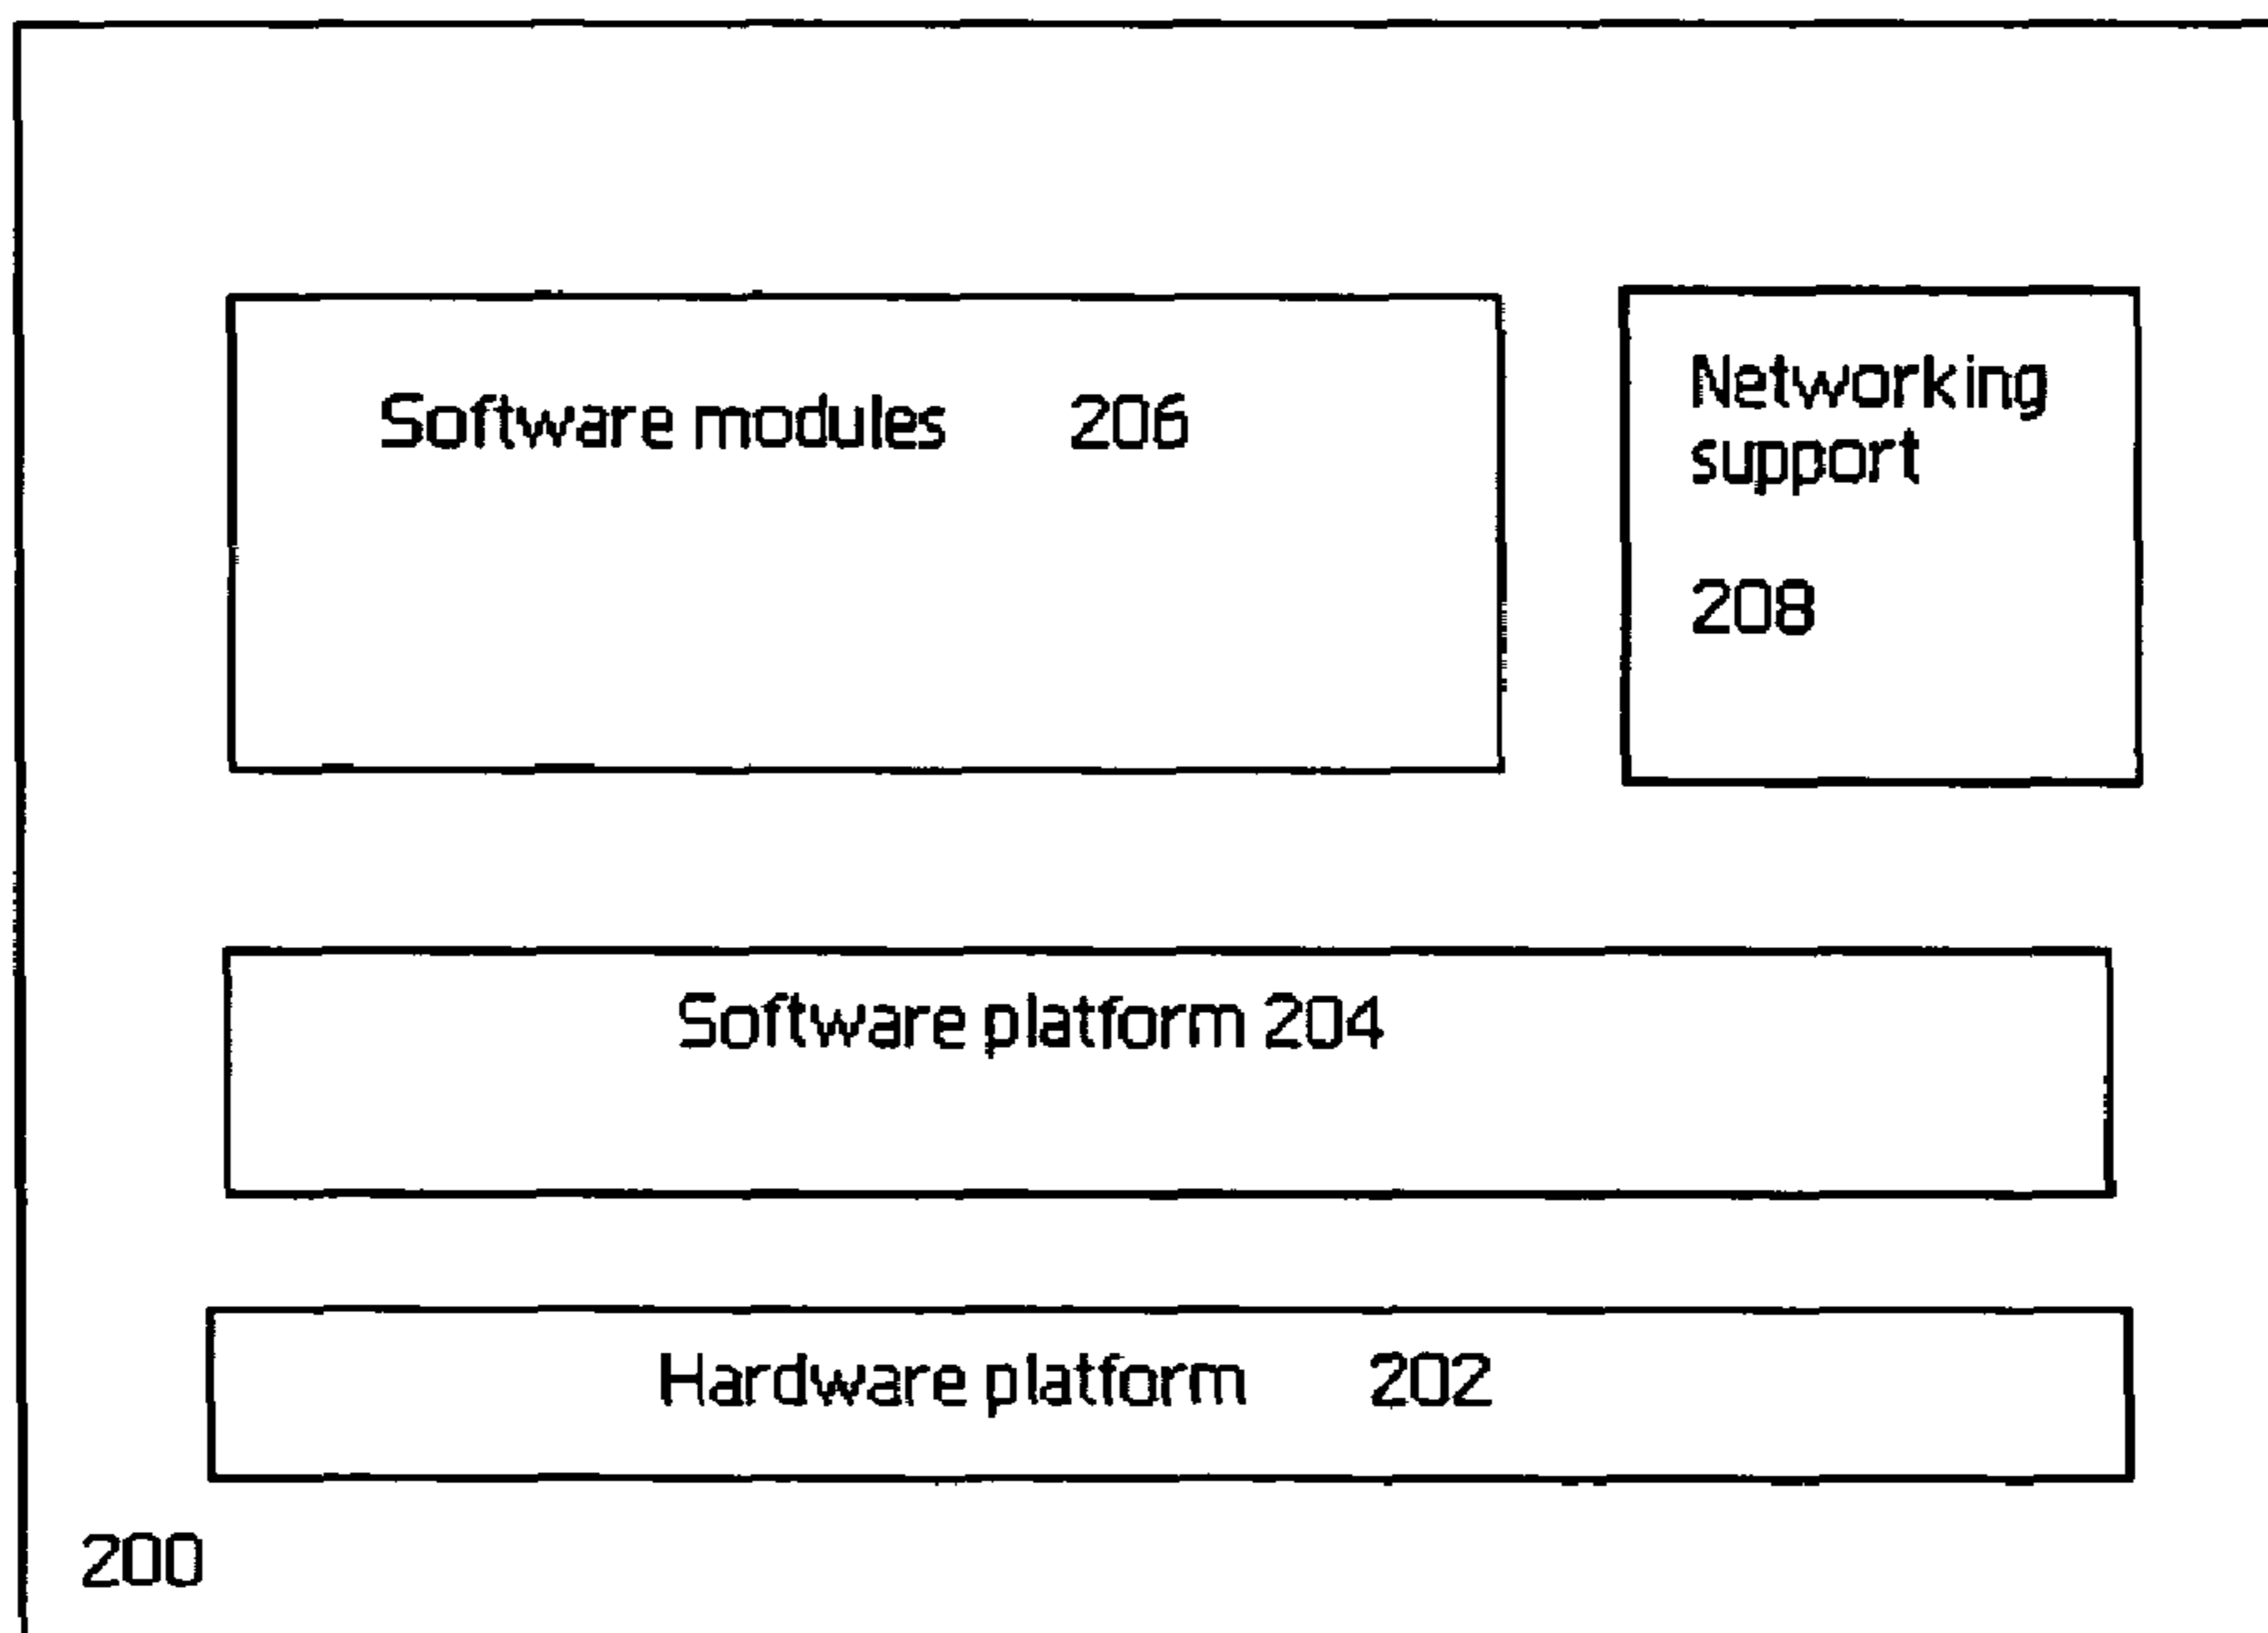 Software modules 206
Networking
support
208
Software platform 204
Hardware platform 202
200